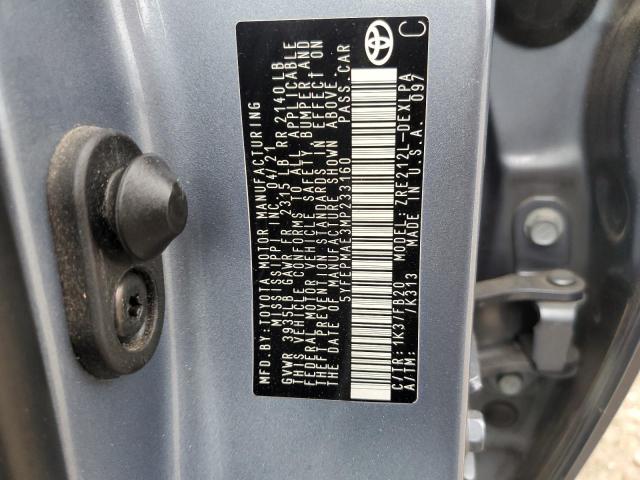 MFD.BY:TOYOTA MOTOR MANUFACTURING
MISSISSIPPI INC. 04/21
GVWR 3935LB GAWR FR 2315 LB RR 2140LB
THIS VEHICLE CONFORMS TO ALL APPLICABLE
FEDERAL MOTOR VEHICLE SAFETY, BUMPER, AND
THEFT PREVENTION STANDARDS IN EFFECT ON
THE DATE OF MANUFACTURE SHOWN ABOVE.
5YFEPMAE3MP233160 PASS.CAR
C/TR: 1K3/FB20 MODEL: ZRE212L-DEXLPA
A/TM: /K313 MADE IN U.S.A. 097
C